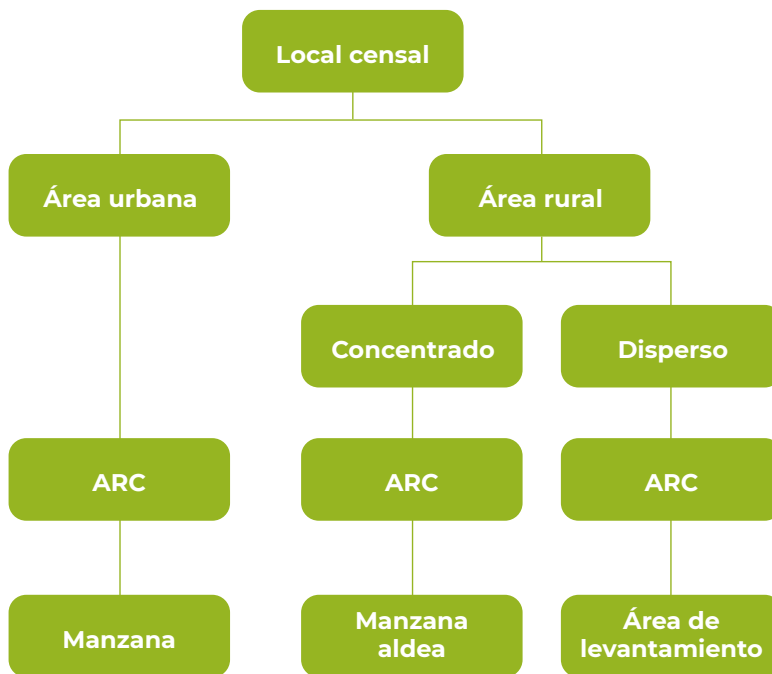 Local censal
Área urbana
Área rural
Concentrado
Disperso
ARC
ARC
ARC
Manzana
Manzana
aldea
Área de
levantamiento